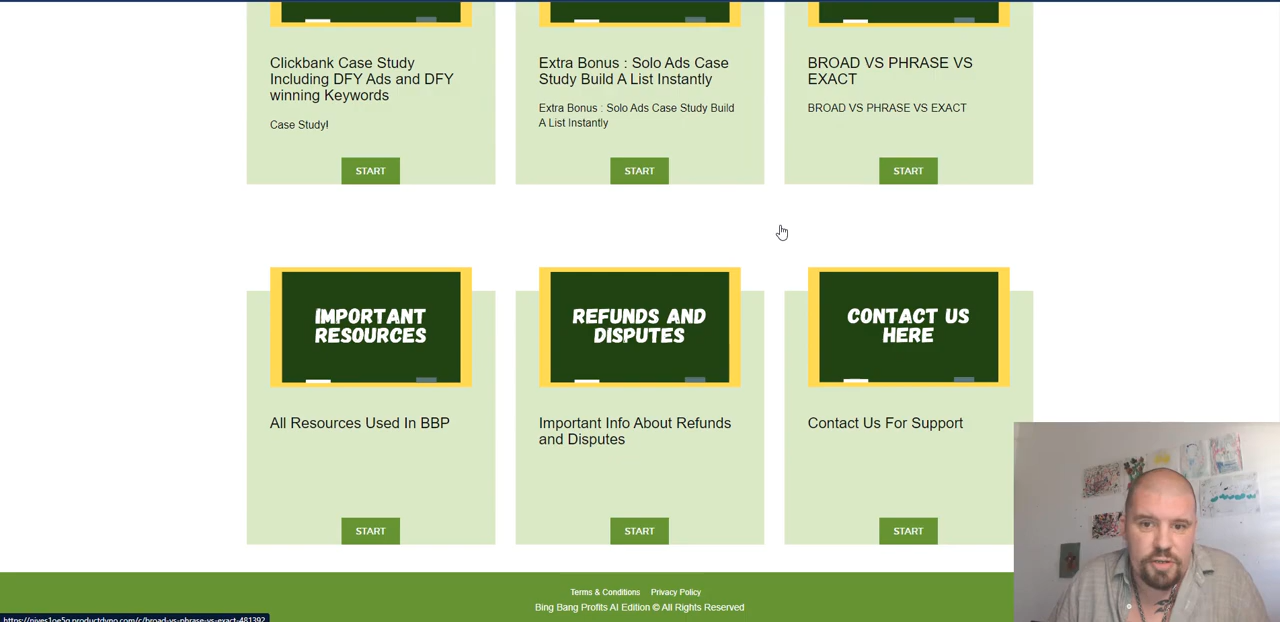 Clickbank Case Study
Including DFY Ads and DFY
winning Keywords
Case Study!
START
Extra Bonus : Solo Ads Case
Study Build A List Instantly
Extra Bonus : Solo Ads Case Study Build
A List Instantly
START
BROAD VS PHRASE VS
EXACT
BROAD VS PHRASE VS EXACT
START
IMPORTANT
RESOURCES
All Resources Used In BBP
START
REFUNDS AND
DISPUTES
Important Info About Refunds
and Disputes
START
CONTACT US
HERE
Contact Us For Support
START
Terms & Conditions Privacy Policy
Bing Bang Profits AI Edition © All Rights Reserved